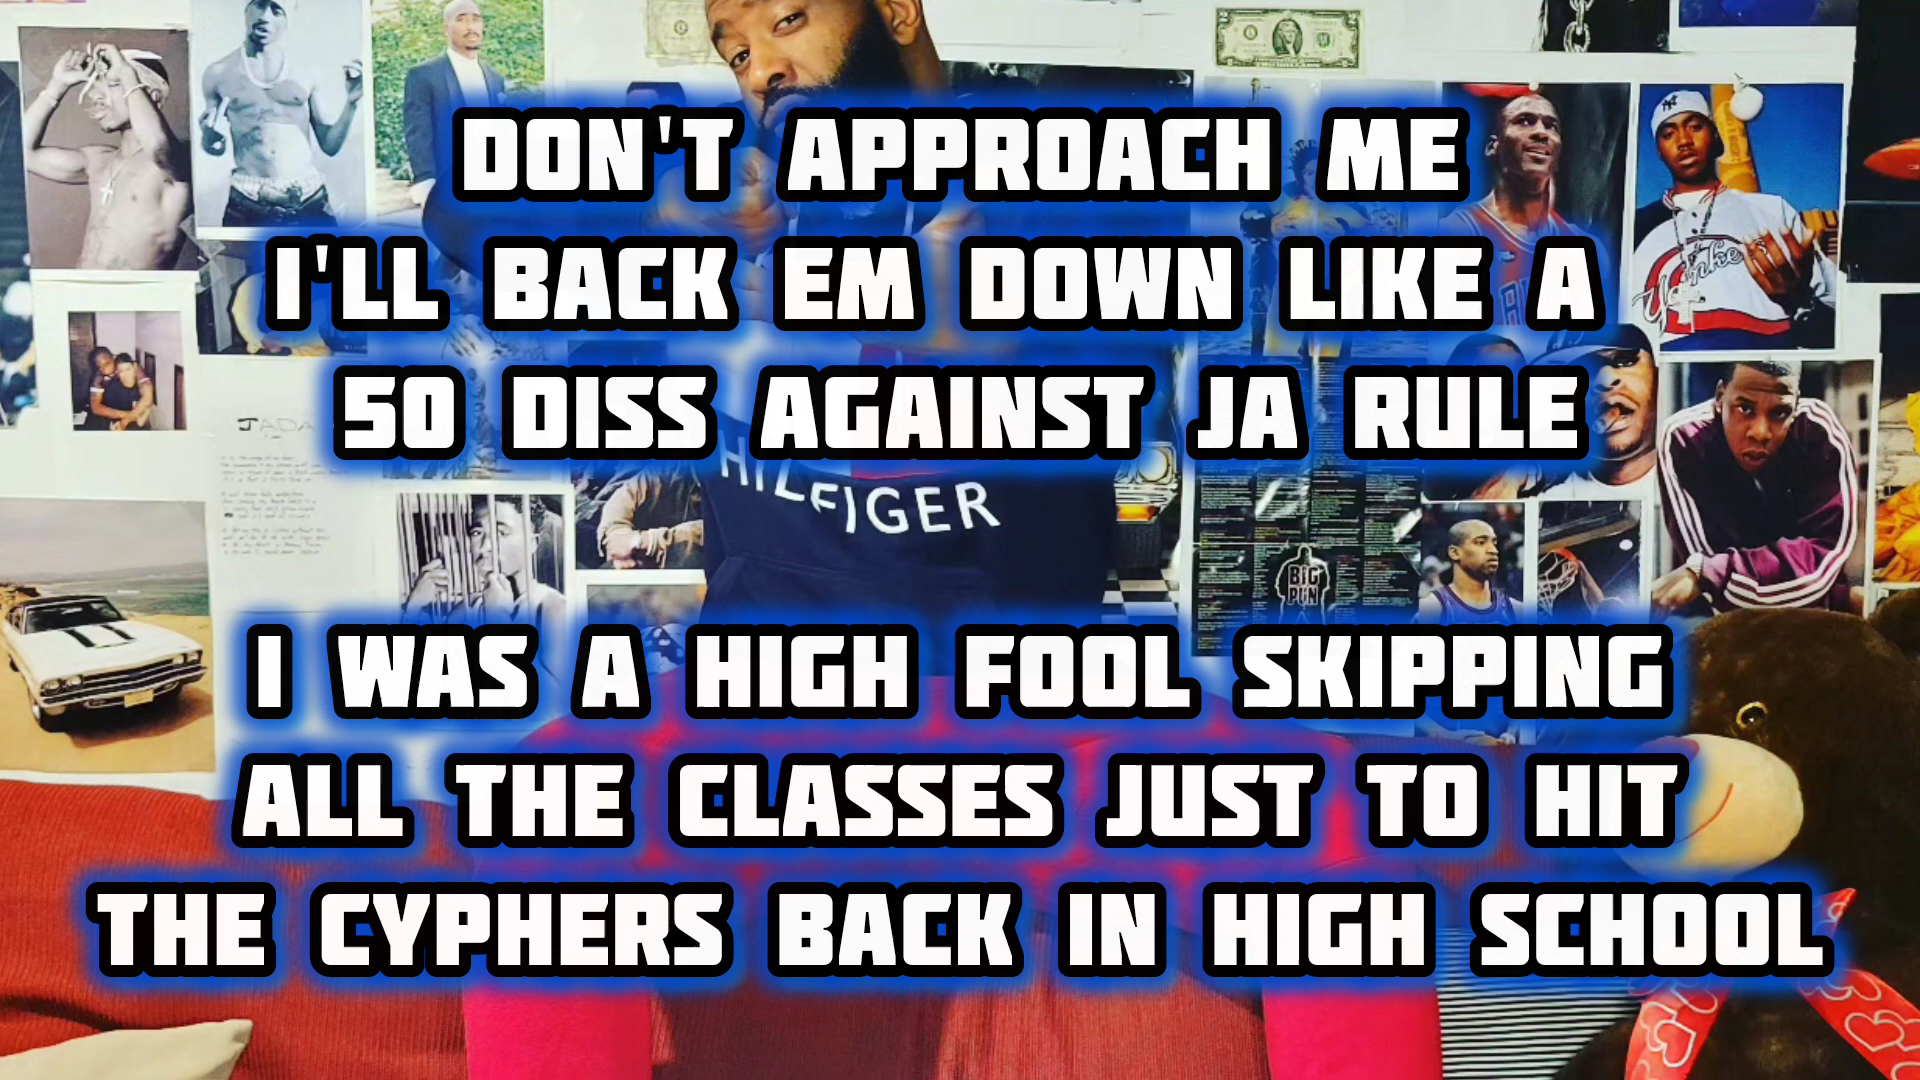 DON'T APPROACH ME
I'LL BACK EM DOWN LIKE A
50 DISS AGAINST JA RULE
HILFIGER
JADA
BIG
PUN
I WAS A HIGH FOOL SKIPPING
ALL THE CLASSES JUST TO HIT
THE CYPHERS BACK IN HIGH SCHOOL